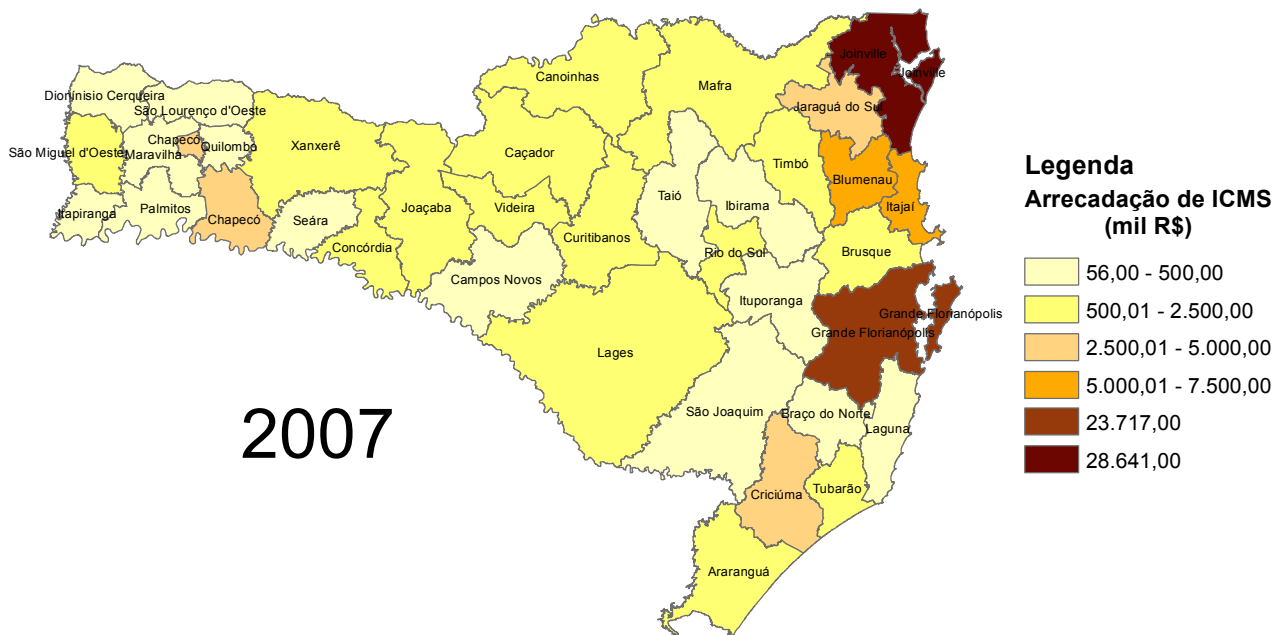 Joinville
Joinville
Canoinhas
Mafra
Dionínisio Cerqueira
São Lourenço d'Oeste
Jaraguá do Sul
Chapecó
Quilombo
Xanxerê
São Miguel d'Oeste
Maravilha
Caçador
Timbó
Blumenau
Taió
Ibirama
Itapiranga
Palmitos
Chapecó
Seára
Joaçaba
Videira
Itajaí
Concórdia
Curitibanos
Rio do Sul
Brusque
Campos Novos
Ituporanga
Grande Florianópolis
Grande Florianópolis
Lages
São Joaquim
Braço do Norte
Laguna
Criciúma
Tubarão
Araranguá
2007
Legenda
Arrecadação de ICMS
(mil R$)
56,00 - 500,00
500,01 - 2.500,00
2.500,01 - 5.000,00
5.000,01 - 7.500,00
23.717,00
28.641,00